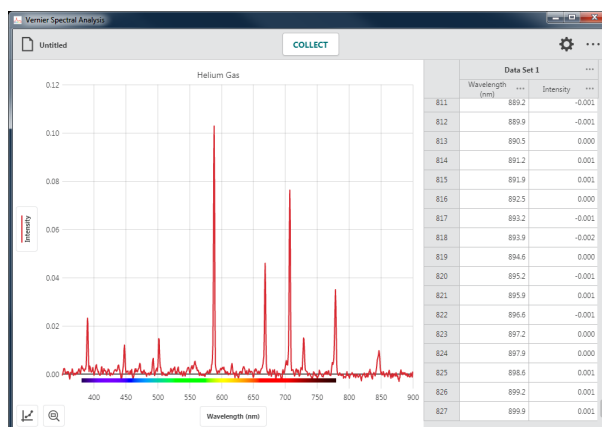 Vernier Spectral Analysis
Untitled
COLLECT
Helium Gas
0.12
0.10
0.08
0.06
0.04
0.02
0.00
Intensity
400 450 500 550 600 650 700 750 800 850 900
Wavelength (nm)
Data Set 1
Wavelength (nm) Intensity
811 889.2 -0.001
812 889.9 -0.001
813 890.5 0.000
814 891.2 0.001
815 891.9 0.001
816 892.5 0.000
817 893.2 -0.001
818 893.9 -0.002
819 894.6 0.000
820 895.2 -0.001
821 895.9 0.001
822 896.6 -0.001
823 897.2 0.000
824 897.9 0.000
825 898.6 0.001
826 899.2 0.001
827 899.9 0.001